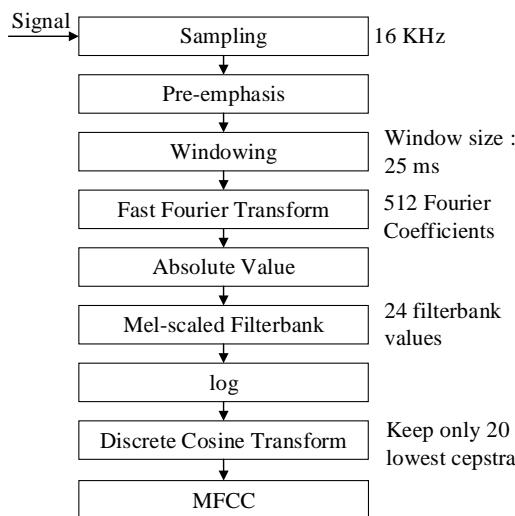 Signal
Sampling
16 KHz
Pre-emphasis
Windowing
Window size :
25 ms
Fast Fourier Transform
512 Fourier
Coefficients
Absolute Value
Mel-scaled Filterbank
24 filterbank
values
log
Discrete Cosine Transform
Keep only 20
lowest cepstra
MFCC